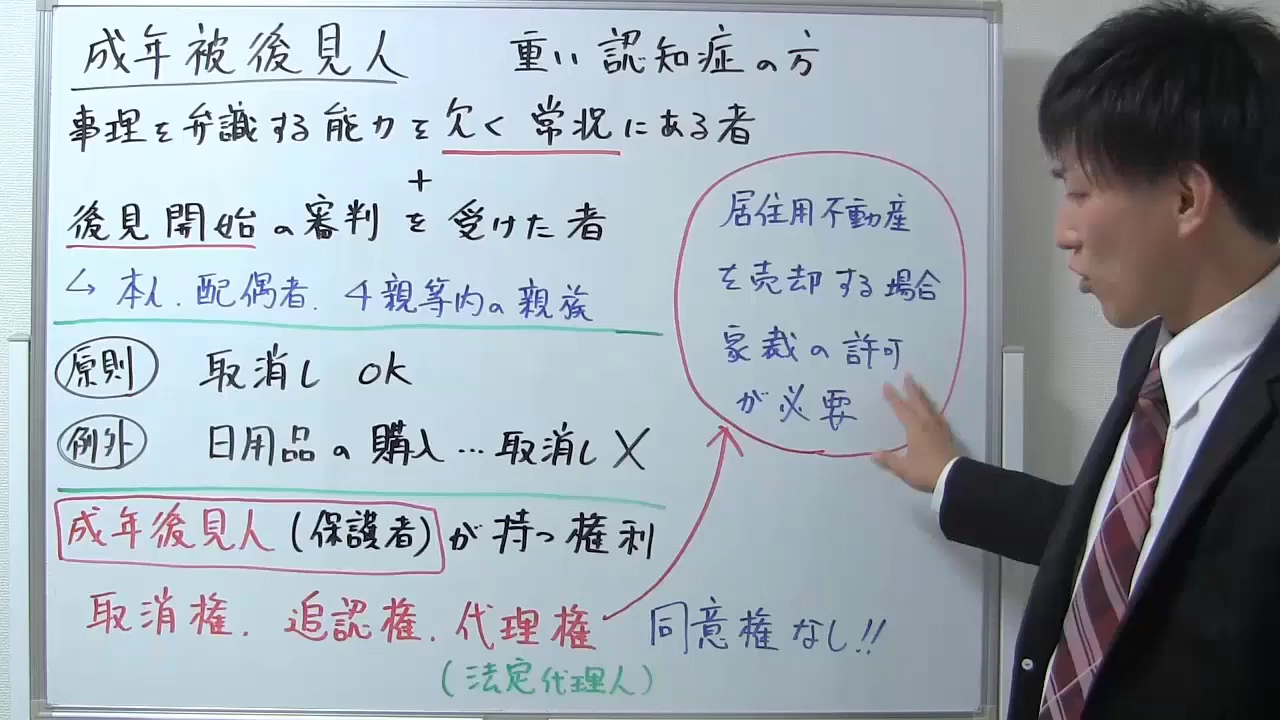 成年被後見人 重い認知症の方
事理を弁識する能力を欠く常況にある者
+
後見開始の審判を受けた者
↳ 本人.配偶者.4親等内の親族
原則 取消し OK
例外 日用品の購入…取消し X
成年後見人(保護者)が持つ権利
取消権.追認権.代理権 同意権なし!!
(法定代理人)
居住用不動産
を売却する場合
家裁の許可
が必要